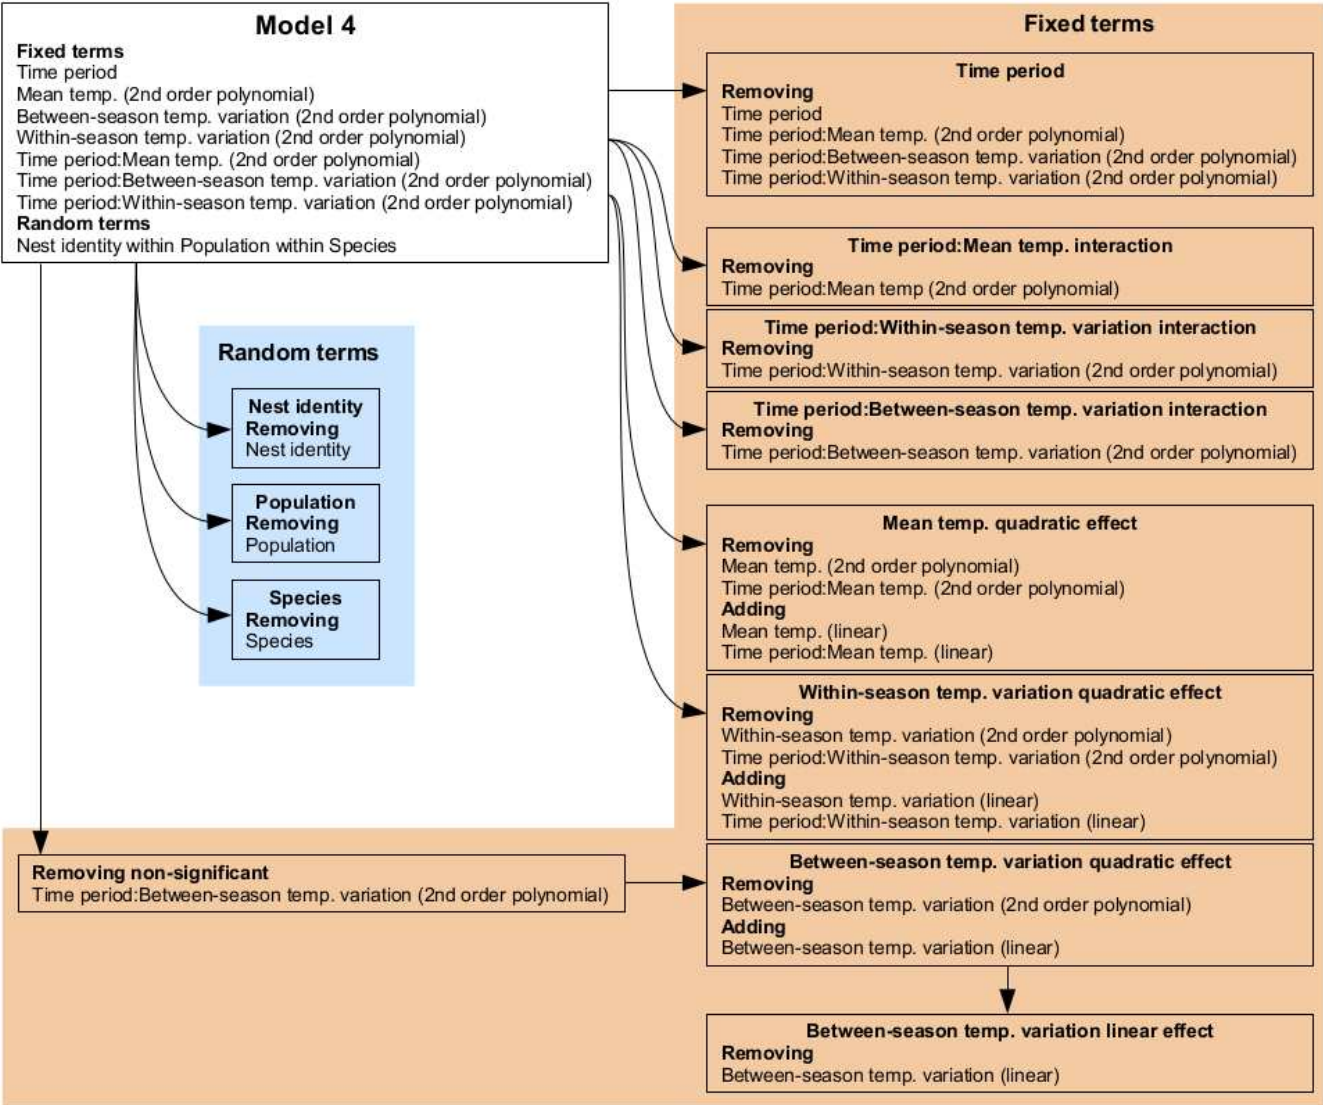 Model 4
Fixed terms
Time period
Mean temp. (2nd order polynomial)
Between-season temp. variation (2nd order polynomial)
Within-season temp. variation (2nd order polynomial)
Time period:Mean temp. (2nd order polynomial)
Time period:Between-season temp. variation (2nd order polynomial)
Time period:Within-season temp. variation (2nd order polynomial)
Random terms
Nest identity within Population within Species
Random terms
Nest identity
Removing
Nest identity
Population
Removing
Population
Species
Removing
Species
Removing non-significant
Time period:Between-season temp. variation (2nd order polynomial)
Fixed terms
Time period
Removing
Time period
Time period:Mean temp. (2nd order polynomial)
Time period:Between-season temp. variation (2nd order polynomial)
Time period:Within-season temp. variation (2nd order polynomial)
Time period:Mean temp. interaction
Removing
Time period:Mean temp (2nd order polynomial)
Time period:Within-season temp. variation interaction
Removing
Time period:Within-season temp. variation (2nd order polynomial)
Time period:Between-season temp. variation interaction
Removing
Time period:Between-season temp. variation (2nd order polynomial)
Mean temp. quadratic effect
Removing
Mean temp. (2nd order polynomial)
Time period:Mean temp. (2nd order polynomial)
Adding
Mean temp. (linear)
Time period:Mean temp. (linear)
Within-season temp. variation quadratic effect
Removing
Within-season temp. variation (2nd order polynomial)
Time period:Within-season temp. variation (2nd order polynomial)
Adding
Within-season temp. variation (linear)
Time period:Within-season temp. variation (linear)
Between-season temp. variation quadratic effect
Removing
Between-season temp. variation (2nd order polynomial)
Adding
Between-season temp. variation (linear)
Between-season temp. variation linear effect
Removing
Between-season temp. variation (linear)